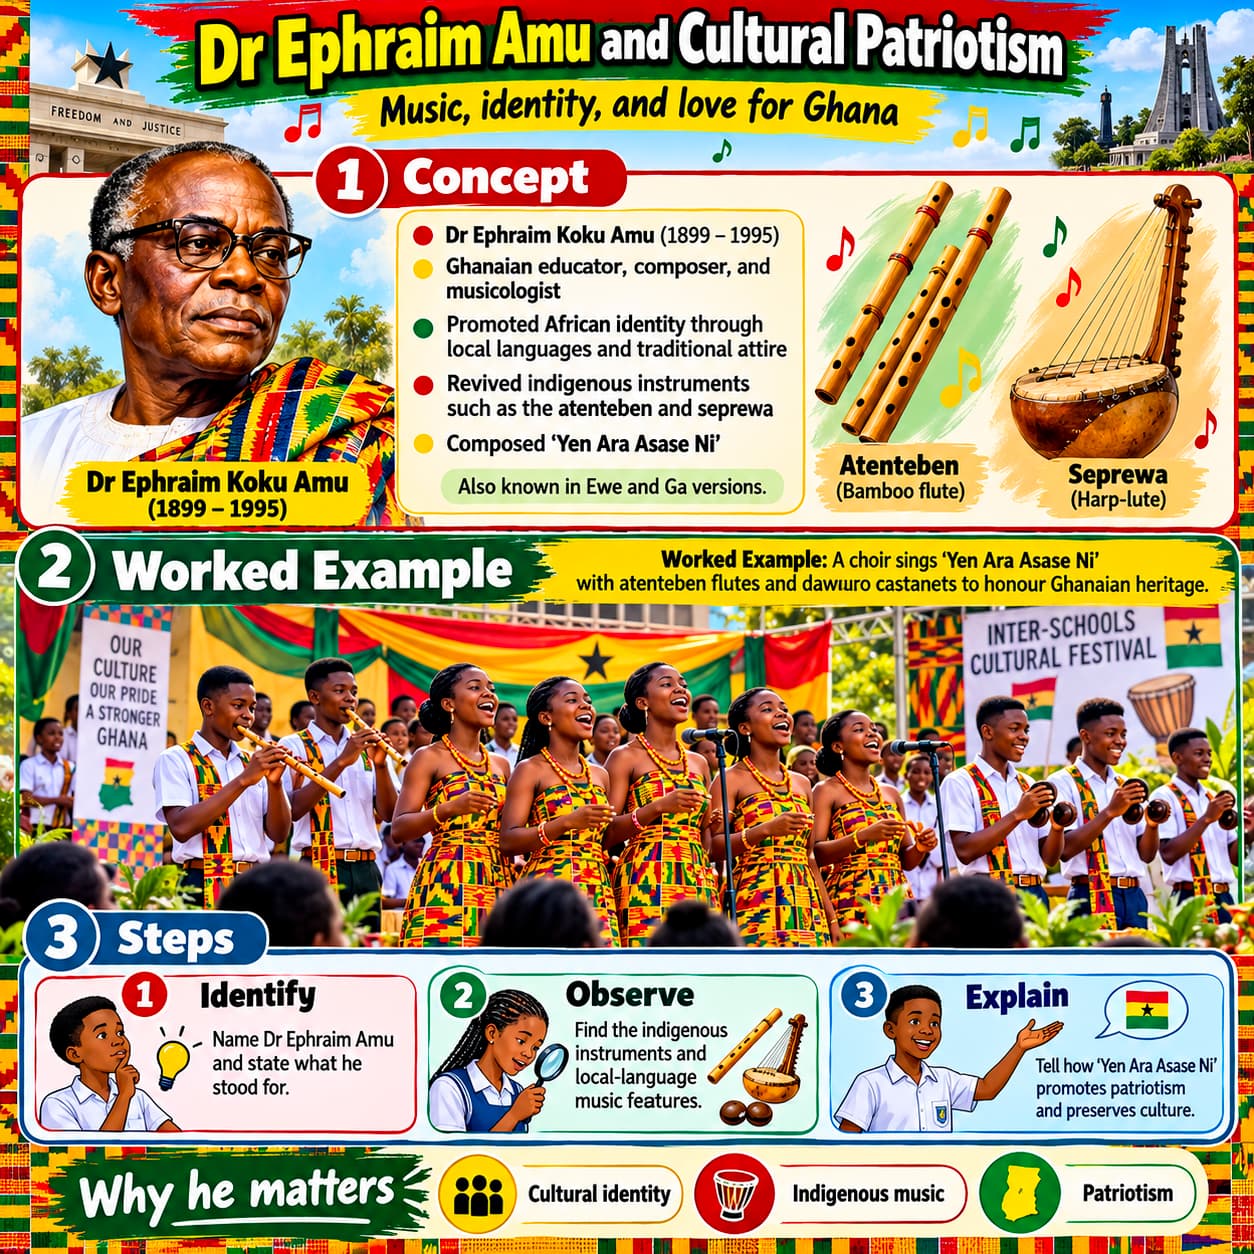 Dr Ephraim Amu and Cultural Patriotism
Music, identity, and love for Ghana
FREEDOM AND JUSTICE
1 Concept
Dr Ephraim Koku Amu (1899 – 1995)
Ghanaian educator, composer, and
musicologist
Promoted African identity through
local languages and traditional attire
Revived indigenous instruments
such as the atenteben and seprewa
Composed ‘Yen Ara Asase Ni’
Also known in Ewe and Ga versions.
Dr Ephraim Koku Amu
(1899 – 1995)
Atenteben
(Bamboo flute)
Seprewa
(Harp-lute)
2 Worked Example
Worked Example: A choir sings ‘Yen Ara Asase Ni’
with atenteben flutes and dawuro castanets to honour Ghanaian heritage.
OUR
CULTURE
OUR PRIDE
A STRONGER
GHANA
INTER-SCHOOLS
CULTURAL FESTIVAL
3 Steps
1 Identify
Name Dr Ephraim Amu
and state what he
stood for.
2 Observe
Find the indigenous
instruments and
local-language
music features.
3 Explain
Tell how ‘Yen Ara Asase Ni’
promotes patriotism
and preserves culture.
Why he matters
Cultural identity
Indigenous music
Patriotism